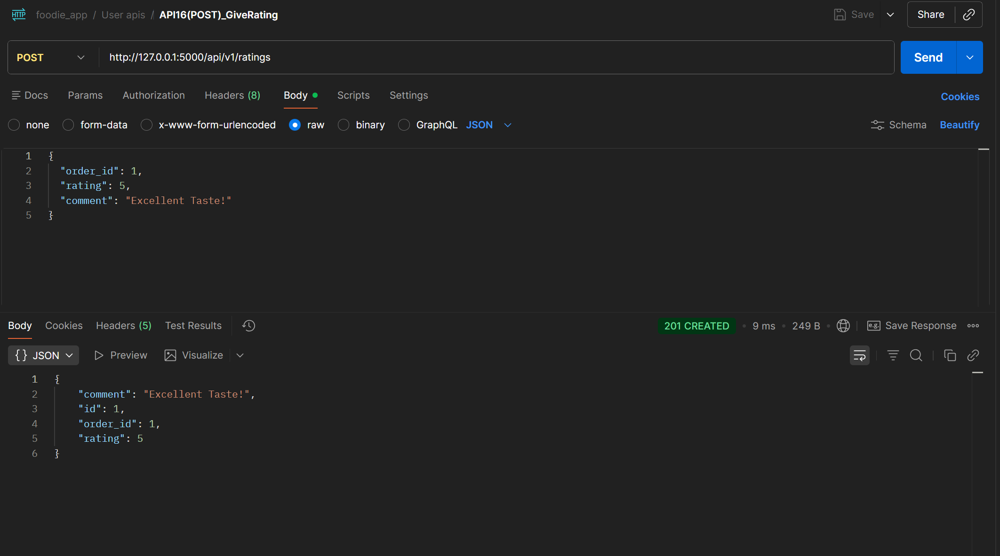 HTTP foodie_app / User apis / API16(POST)_GiveRating Save Share
POST http://127.0.0.1:5000/api/v1/ratings Send
Docs Params Authorization Headers (8) Body Scripts Settings Cookies
none form-data x-www-form-urlencoded raw binary GraphQL JSON Schema Beautify
1 {
2 "order_id": 1,
3 "rating": 5,
4 "comment": "Excellent Taste!"
5 }
Body Cookies Headers (5) Test Results 201 CREATED • 9 ms • 249 B • e.g. Save Response
{} JSON Preview Visualize
1 {
2 "comment": "Excellent Taste!",
3 "id": 1,
4 "order_id": 1,
5 "rating": 5
6 }